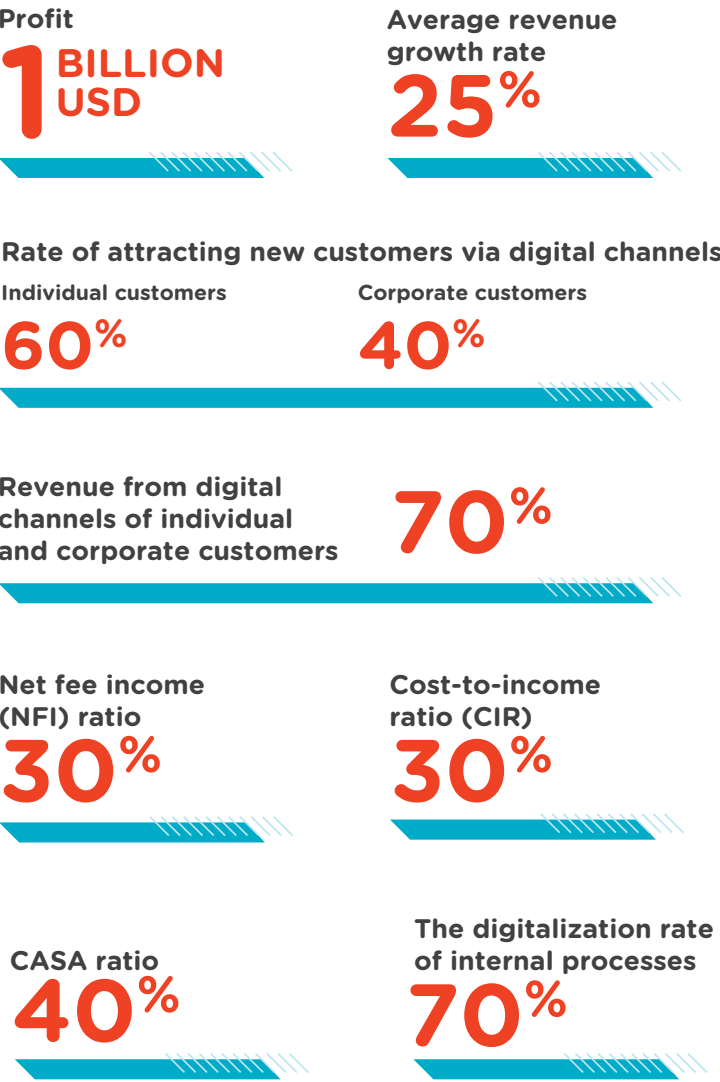 Profit
1 BILLION
USD
Average revenue
growth rate
25%
Rate of attracting new customers via digital channels
Individual customers
60%
Corporate customers
40%
Revenue from digital
channels of individual
and corporate customers
70%
Net fee income
(NFI) ratio
30%
Cost-to-income
ratio (CIR)
30%
CASA ratio
40%
The digitalization rate
of internal processes
70%